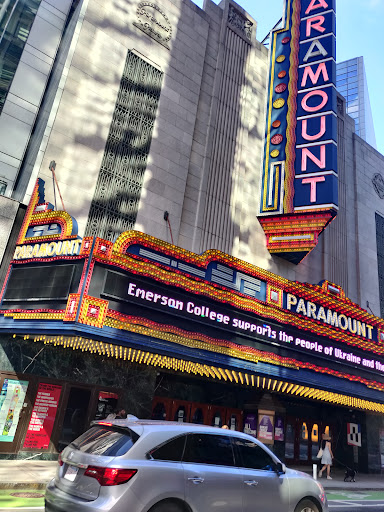 PARAMOUNT
PARAMOUNT
PARAMOUNT
Emerson College supports the people of Ukraine and the